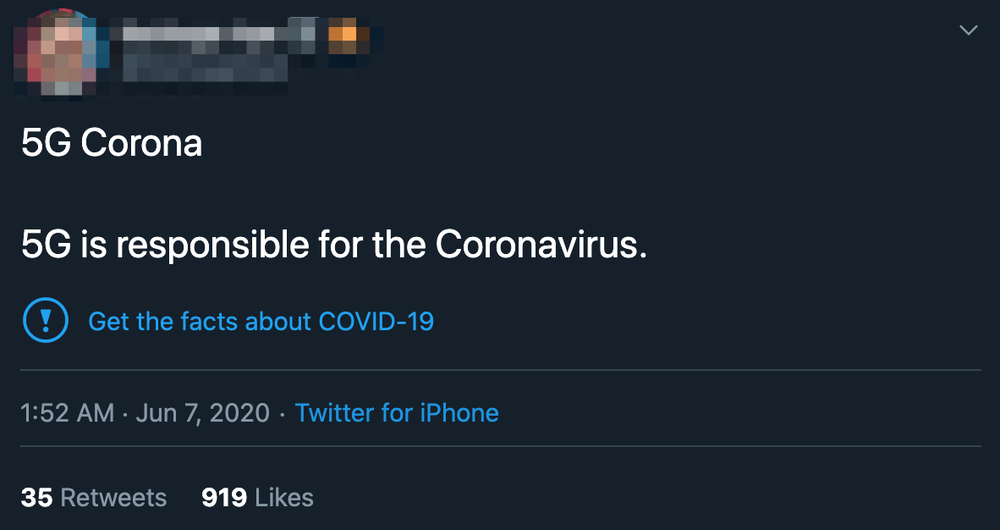 5G Corona
5G is responsible for the Coronavirus.
Get the facts about COVID-19
1:52 AM · Jun 7, 2020 · Twitter for iPhone
35 Retweets 919 Likes